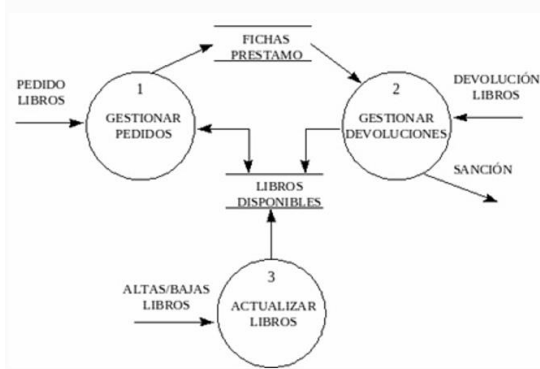 FICHAS
PRESTAMO
PEDIDO
LIBROS
1
GESTIONAR
PEDIDOS
2
GESTIONAR
DEVOLUCIONES
DEVOLUCIÓN
LIBROS
SANCIÓN
LIBROS
DISPONIBLES
ALTAS/BAJAS
LIBROS
3
ACTUALIZAR
LIBROS